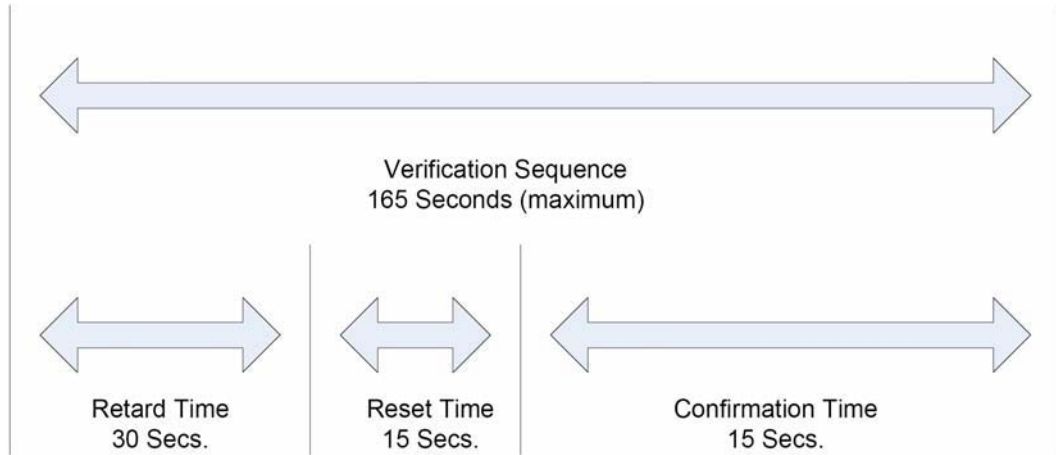 Verification Sequence
165 Seconds (maximum)
Retard Time
30 Secs.
Reset Time
15 Secs.
Confirmation Time
15 Secs.